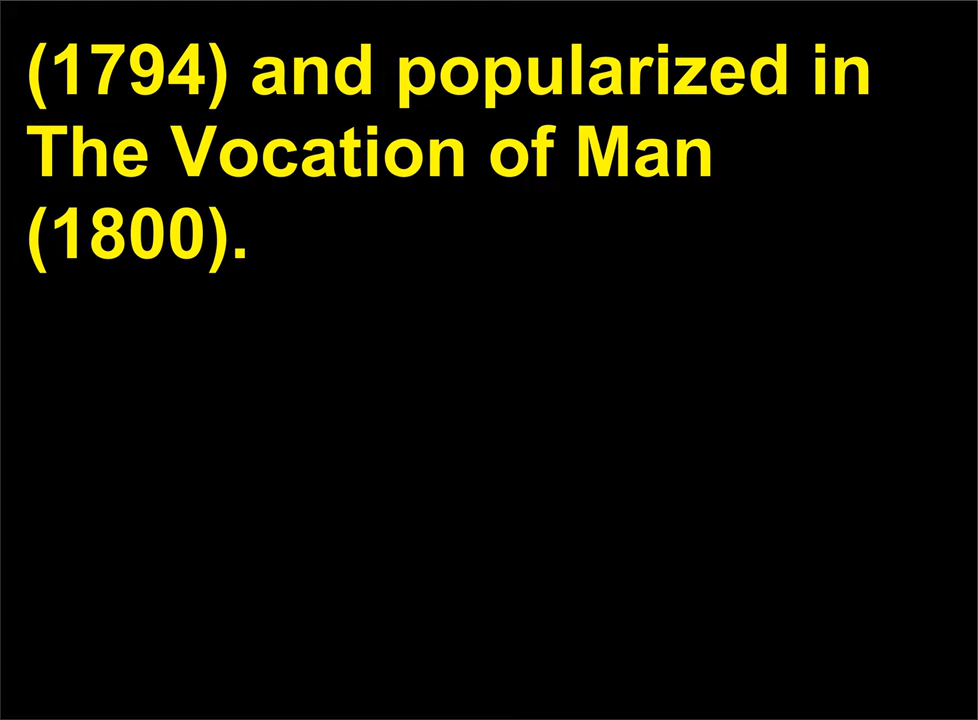 (1794) and popularized in
The Vocation of Man
(1800).